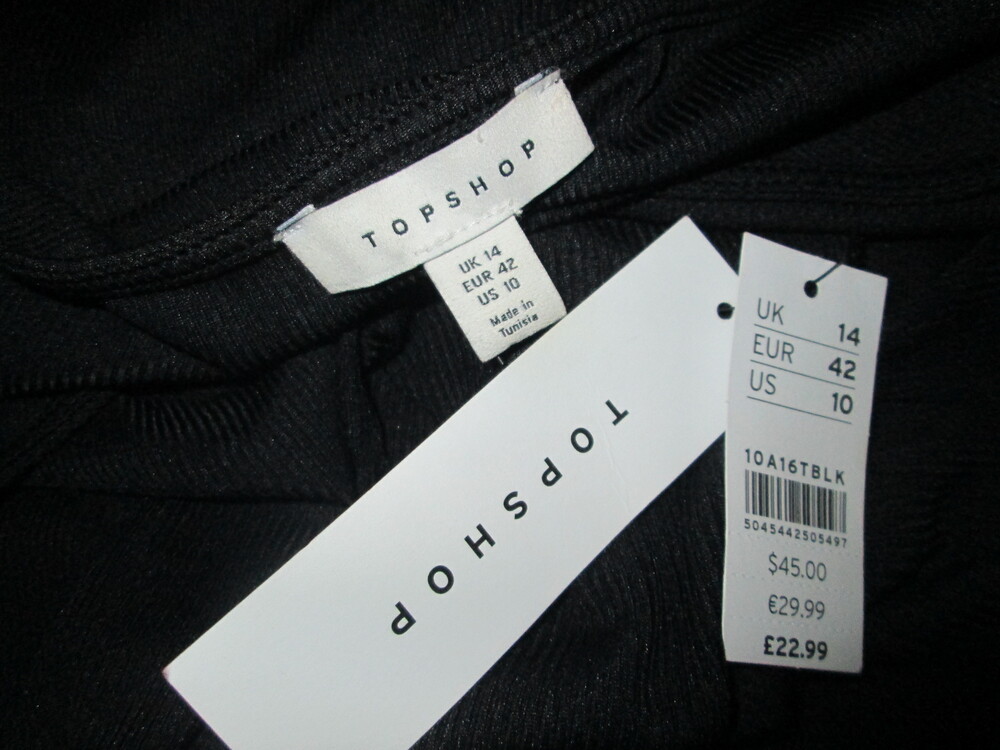 TOPSHOP
UK 14
EUR 42
US 10
Made in
Tunisia
TOPSHOP
UK 14
EUR 42
US 10
10A16TBLK
5045442505497
$45.00
€29.99
£22.99